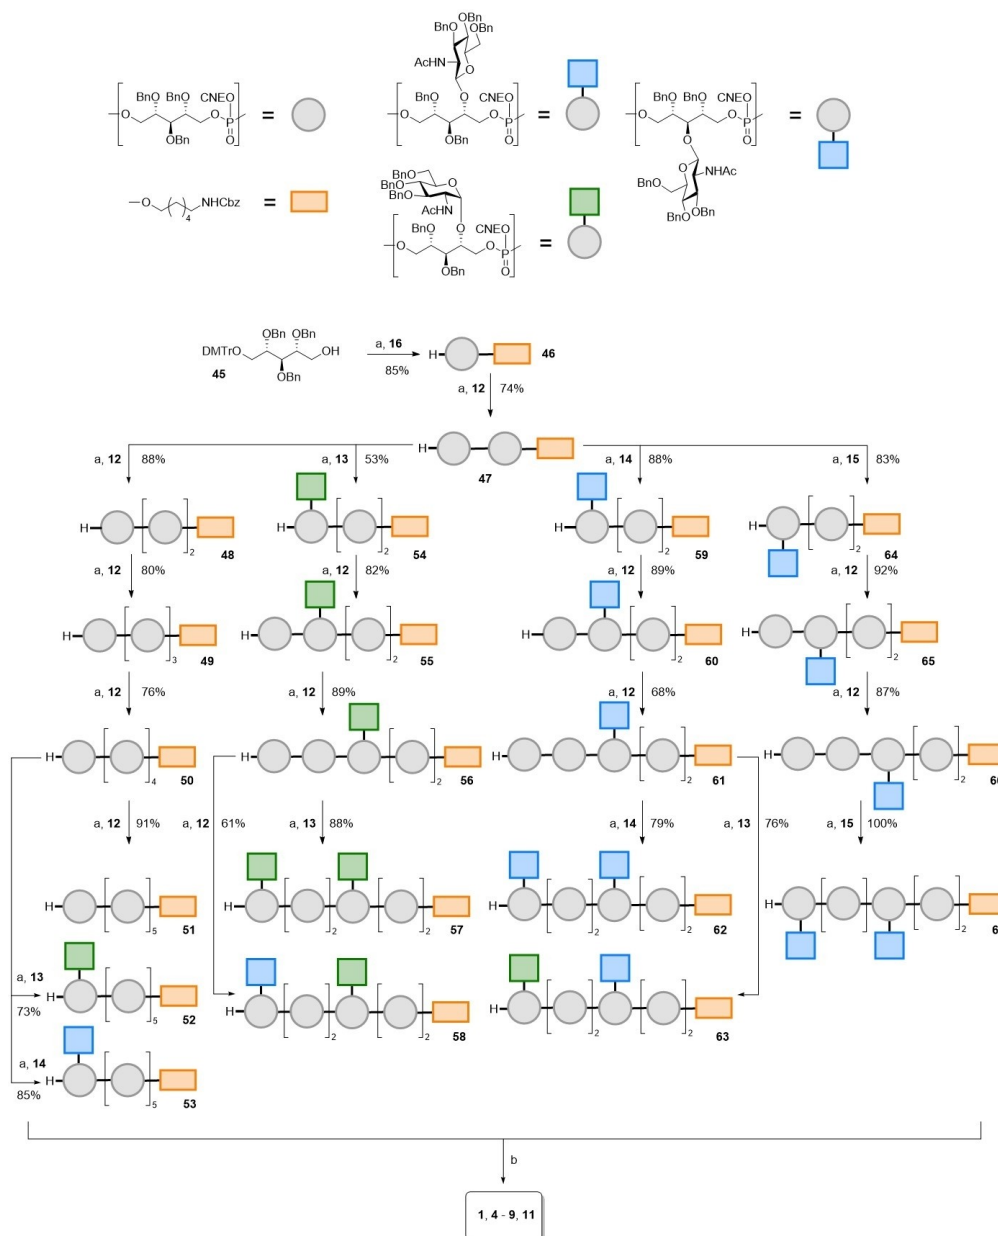 OBn
BnO
OBn
AcHN
O
O
BnO
BnO
CNEO
O
O
P
O
OBn
=
OBn
CNEO
O
O
P
O
OBn
=
BnO
OBn
CNEO
O
O
P
O
O
NHAc
BnO
BnO
OBn
=
O
NHCbz
4
=
BnO
BnO
BnO
O
AcHN
O
BnO
CNEO
O
O
P
O
OBn
=
OBn
OBn
DMTrO
OH
OBn
45
a, 16
85%
H
46
a, 12 74%
H
47
a, 12 88%
a, 13 53%
a, 14 88%
a, 15 83%
H
2
48
H
2
54
H
2
59
H
2
64
a, 12 80%
a, 12 82%
a, 12 89%
a, 12 92%
H
3
49
H
2
55
H
2
60
H
2
65
a, 12 76%
a, 12 89%
a, 12 68%
a, 12 87%
H
4
50
H
2
56
H
2
61
H
2
a, 12 91%
a, 12 61%
a, 13 88%
a, 14 79%
a, 13 76%
a, 15 100%
H
5
51
H
2
2
57
H
2
2
62
H
2
a, 13
73%
H
5
52
H
2
2
58
H
2
2
63
a, 14
85%
H
5
53
b
1, 4 - 9, 11